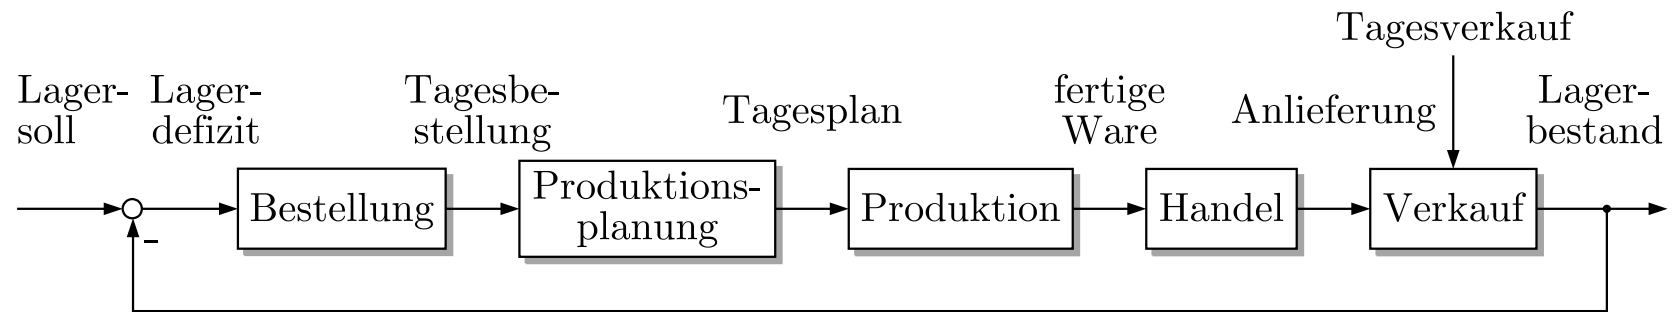 Tagesverkauf
Lager-
soll
Lager-
defizit
Tagesbe-
stellung
Tagesplan
fertige
Ware
Anlieferung
Lager-
bestand
Bestellung
Produktions-
planung
Produktion
Handel
Verkauf
-